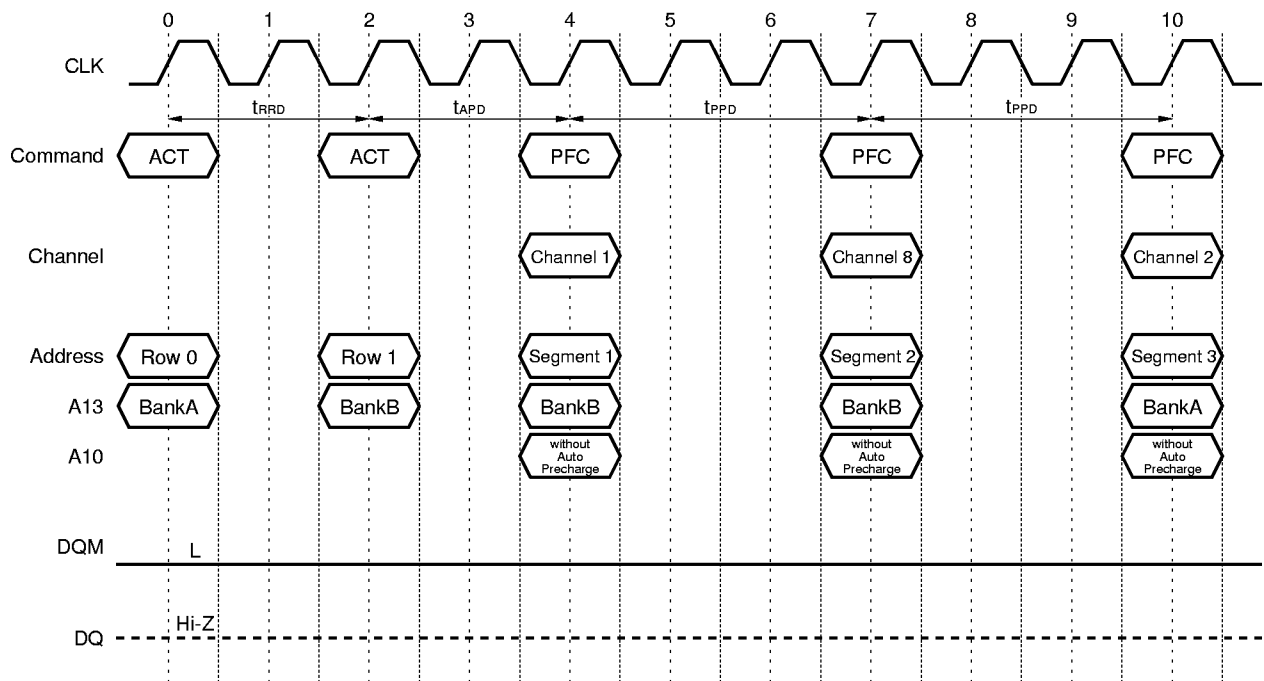 0 1 2 3 4 5 6 7 8 9 10
CLK
tRRD tAPD tPPD tPPD
Command ACT ACT PFC PFC PFC
Channel Channel 1 Channel 8 Channel 2
Address Row 0 Row 1 Segment 1 Segment 2 Segment 3
A13 BankA BankB BankB BankB BankA
without without without
A10 Auto Auto Auto
Precharge Precharge Precharge
DQM L
Hi-Z
DQ